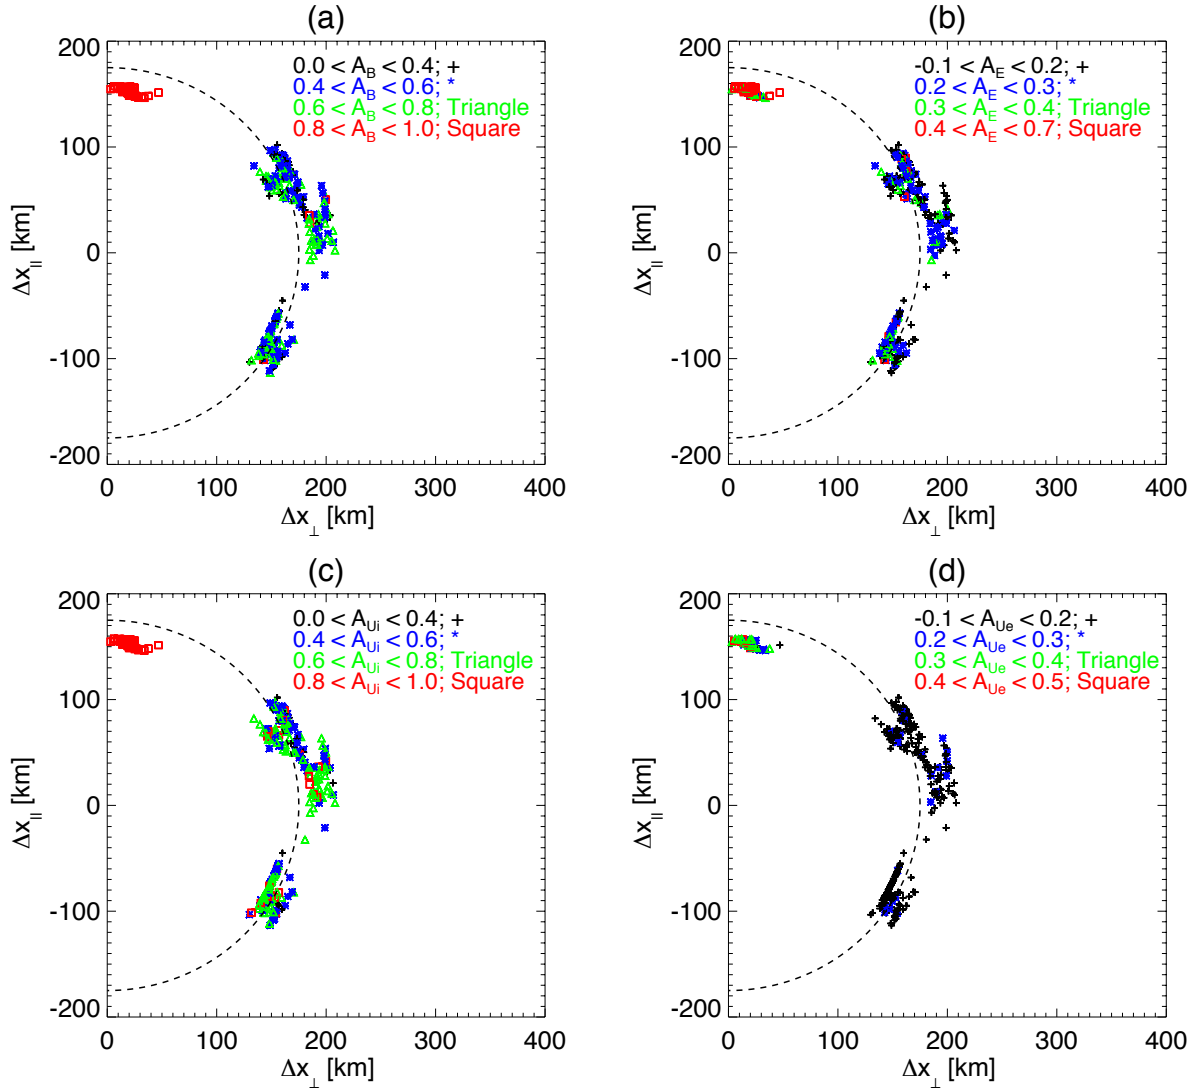 (a)
0.0 < A_B < 0.4; +
0.4 < A_B < 0.6; *
0.6 < A_B < 0.8; Triangle
0.8 < A_B < 1.0; Square
200
100
0
-100
-200
Δx_|| [km]
0 100 200 300 400
Δx_⊥ [km]
(b)
-0.1 < A_E < 0.2; +
0.2 < A_E < 0.3; *
0.3 < A_E < 0.4; Triangle
0.4 < A_E < 0.7; Square
200
100
0
-100
-200
Δx_|| [km]
0 100 200 300 400
Δx_⊥ [km]
(c)
0.0 < A_Ui < 0.4; +
0.4 < A_Ui < 0.6; *
0.6 < A_Ui < 0.8; Triangle
0.8 < A_Ui < 1.0; Square
200
100
0
-100
-200
Δx_|| [km]
0 100 200 300 400
Δx_⊥ [km]
(d)
-0.1 < A_Ue < 0.2; +
0.2 < A_Ue < 0.3; *
0.3 < A_Ue < 0.4; Triangle
0.4 < A_Ue < 0.5; Square
200
100
0
-100
-200
Δx_|| [km]
0 100 200 300 400
Δx_⊥ [km]